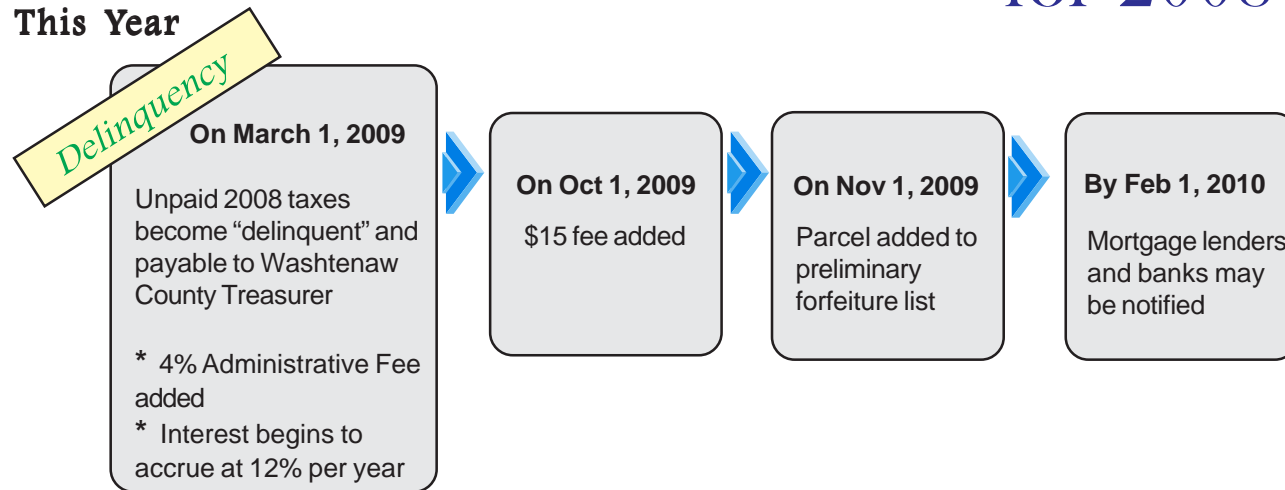 for 2008
This Year
Delinquency
On March 1, 2009
Unpaid 2008 taxes
become “delinquent” and
payable to Washtenaw
County Treasurer
* 4% Administrative Fee
added
* Interest begins to
accrue at 12% per year
On Oct 1, 2009
$15 fee added
On Nov 1, 2009
Parcel added to
preliminary
forfeiture list
By Feb 1, 2010
Mortgage lenders
and banks may
be notified